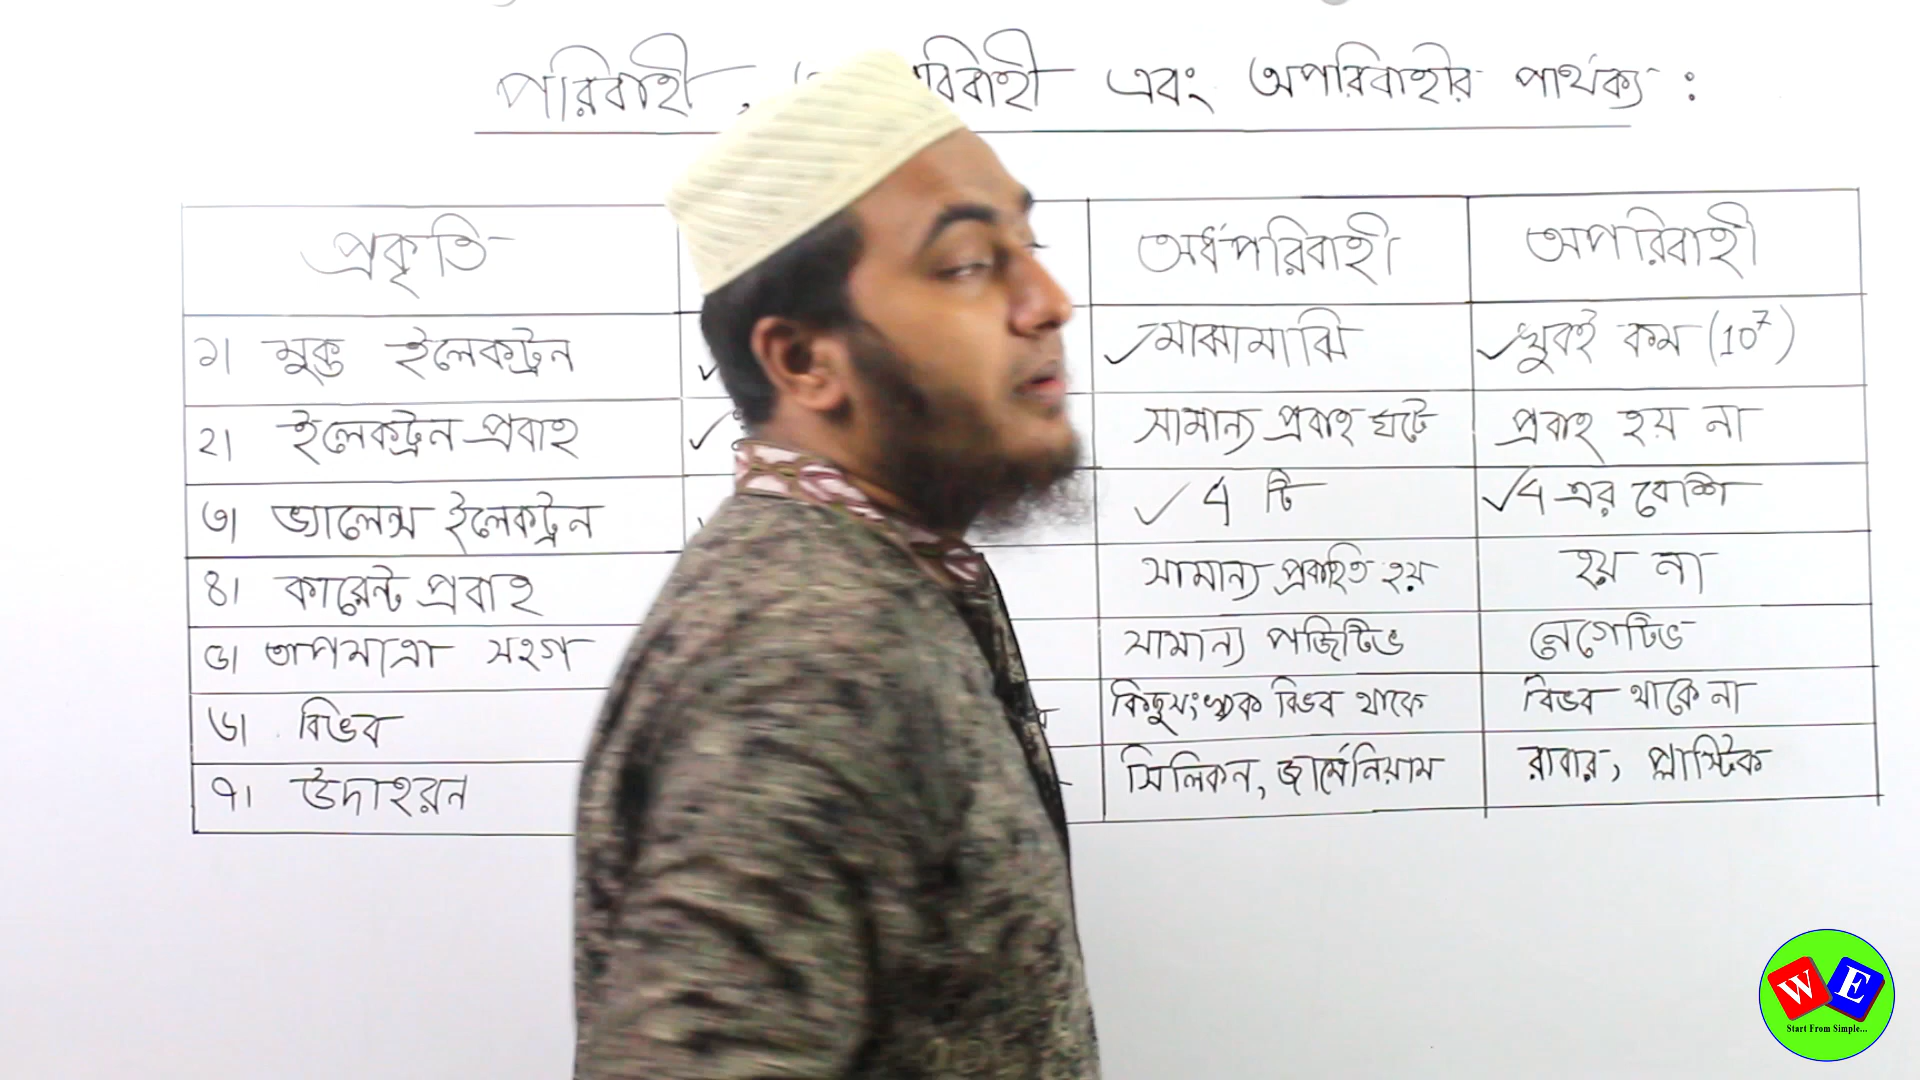 পরিবাহী, এবং অপরিবাহীর পার্থক্য :
প্রকৃতি অর্ধপরিবাহী অপরিবাহী
১। মুক্ত ইলেকট্রন মাঝামাঝি খুবই কম (10⁷)
২। ইলেকট্রন প্রবাহ সামান্য প্রবাহ ঘটে প্রবাহ হয় না
৩। ভ্যালেন্স ইলেকট্রন 4 টি 4 এর বেশি
৪। কারেন্ট প্রবাহ সামান্য প্রবাহিত হয় হয় না
৫। তাপমাত্রা সহগ সামান্য পজিটিভ নেগেটিভ
৬। বিভব কিছুসংখ্যক বিভব থাকে বিভব থাকে না
৭। উদাহরন সিলিকন, জার্মেনিয়াম রাবার, প্লাস্টিক
W E
Start From Simple...